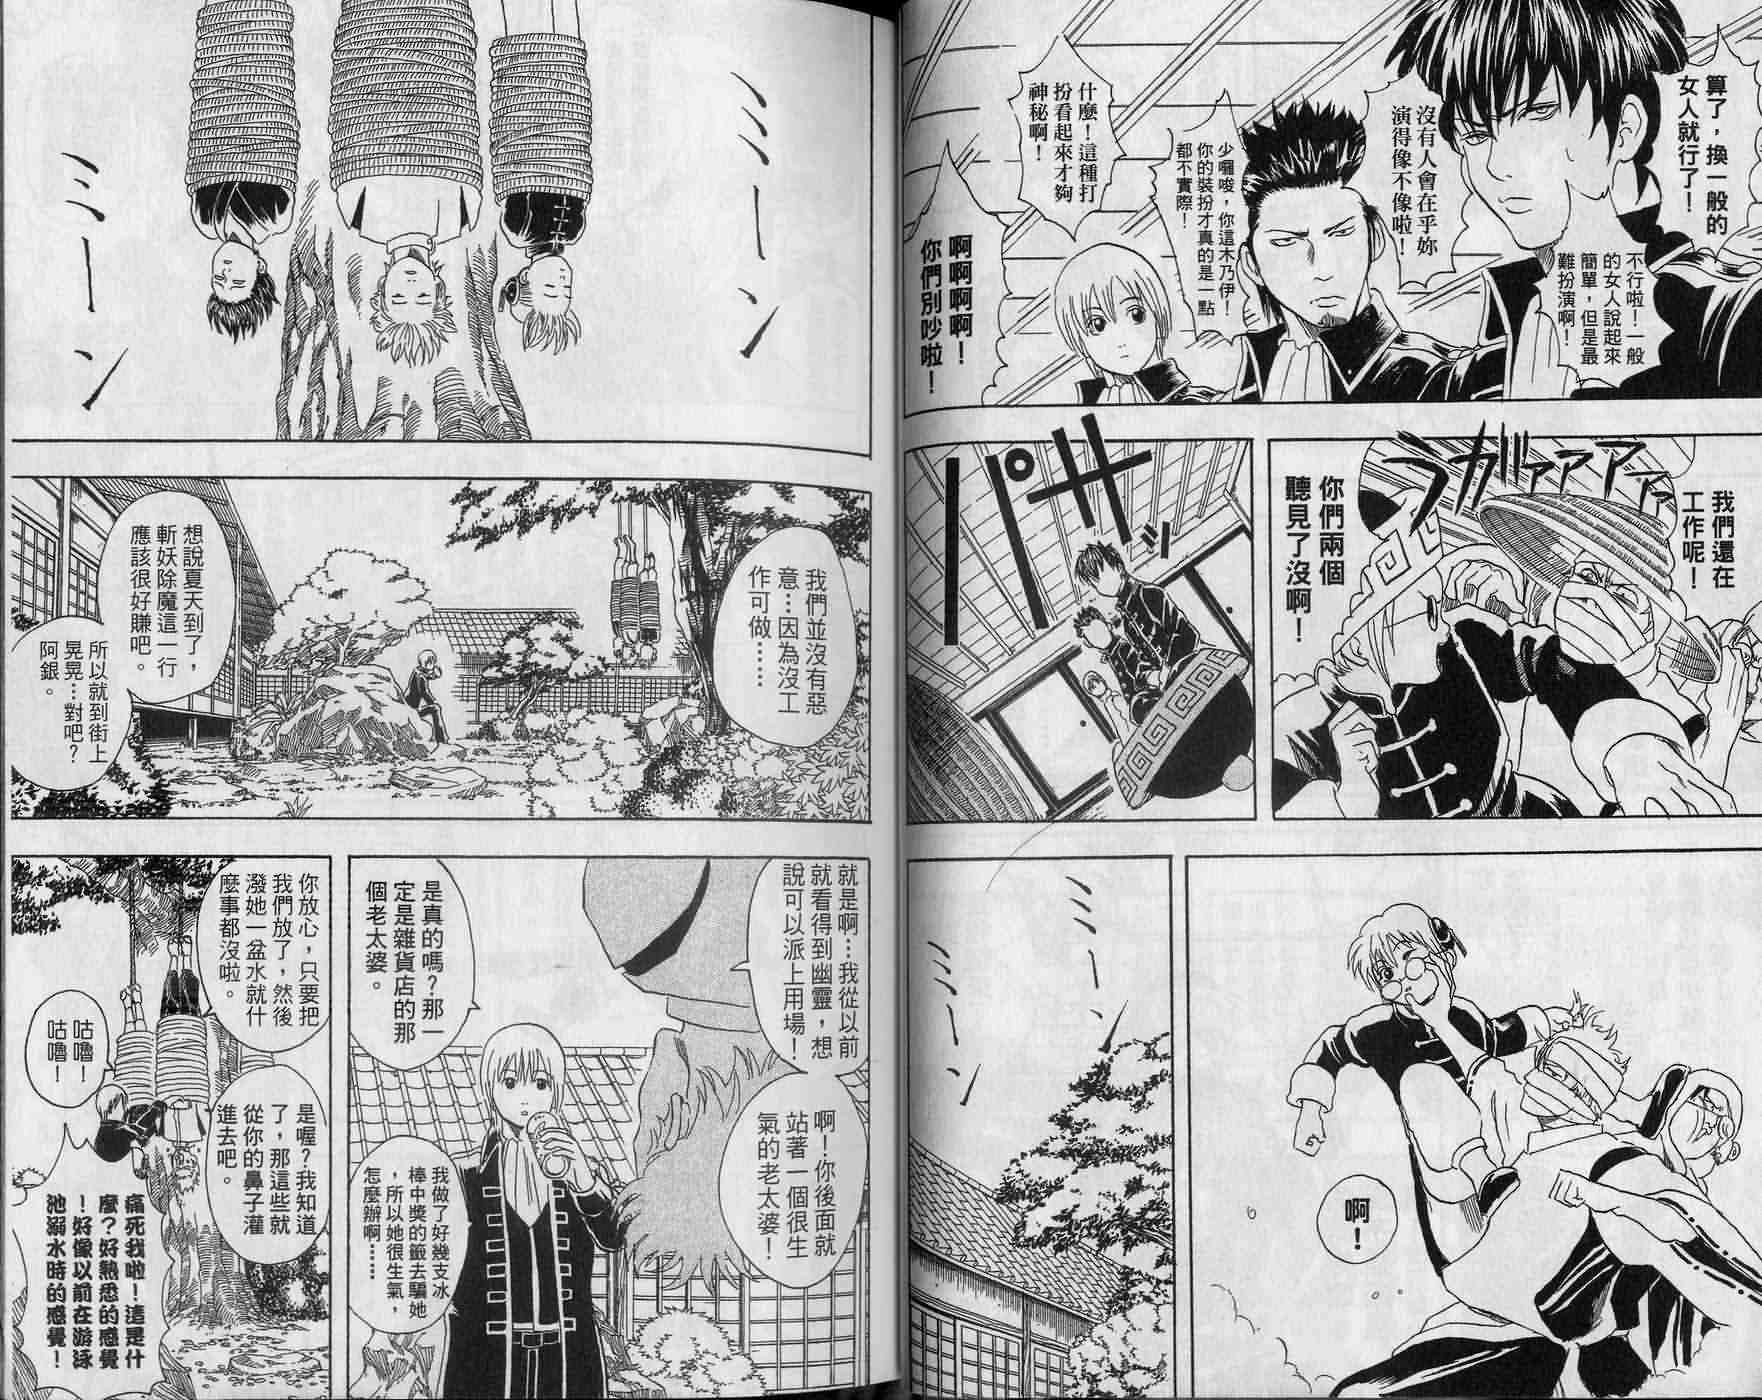 算了，換一般的
女人就行了！
不行啦！一般
的女人說起來
簡單，但是最
難扮演啊！
沒有人會在乎妳
演得像不像啦！
少囉唆，你這木乃伊！
你的裝扮才真的是一點
都不實際！
什麼！這種打
扮看起來才夠
神秘啊！
啊啊啊啊！
你們別吵啦！
我們還在
工作呢！
フガァァァァ
你們兩個
聽見了沒啊！
パサッ
啊！
ミーン、
ミーン
ミーン
ミーン
我們並沒有惡
意…因為沒工
作可做……
想說夏天到了，
斬妖除魔這一行
應該很好賺吧。
所以就到街上
晃晃…對吧？
阿銀。
就是啊…我從以前
就看得到幽靈，想
說可以派上用場！
啊！你後面就
站著一個很生
氣的老太婆！
是真的嗎？那一
定是雜貨店的那
個老太婆。
我做了好幾支冰
棒中獎的籤去騙她
，所以她很生氣，
怎麼辦啊……
你放心，只要把
我們放了，然後
潑她一盆水就什
麼事都沒啦。
是喔？我知道
了，那這些就
從你的鼻子灌
進去吧。
咕嚕！
咕嚕！
痛死我啦！這是什
麼？好熟悉的感覺
！好像以前在游泳
池溺水時的感覺！